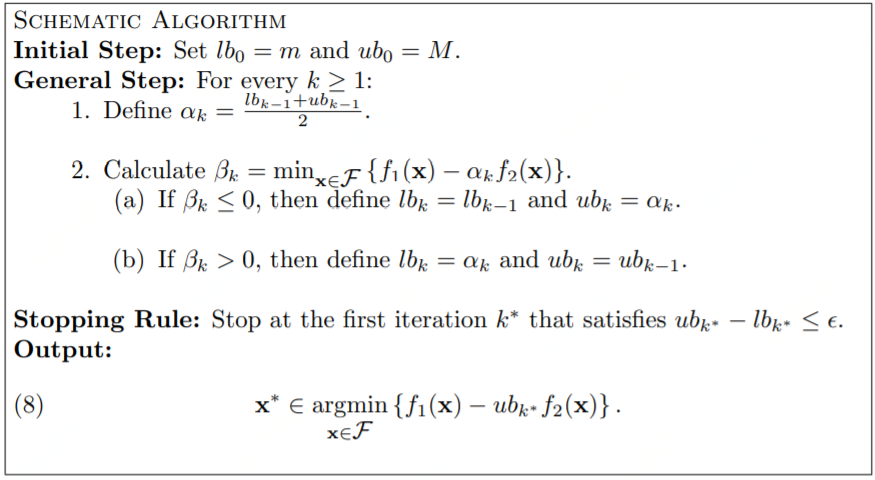 SCHEMATIC ALGORITHM
Initial Step: Set $lb_0 = m$ and $ub_0 = M$.
General Step: For every $k \geq 1$:
1. Define $\alpha_k = \frac{lb_{k-1}+ub_{k-1}}{2}$.
2. Calculate $\beta_k = \min_{\mathbf{x}\in\mathcal{F}} \{f_1(\mathbf{x}) - \alpha_k f_2(\mathbf{x})\}$.
(a) If $\beta_k \leq 0$, then define $lb_k = lb_{k-1}$ and $ub_k = \alpha_k$.
(b) If $\beta_k > 0$, then define $lb_k = \alpha_k$ and $ub_k = ub_{k-1}$.
Stopping Rule: Stop at the first iteration $k^*$ that satisfies $ub_{k^*} - lb_{k^*} \leq \epsilon$.
Output:
(8) $\mathbf{x}^* \in \underset{\mathbf{x}\in\mathcal{F}}{\operatorname{argmin}} \{f_1(\mathbf{x}) - ub_{k^*} f_2(\mathbf{x})\}.$